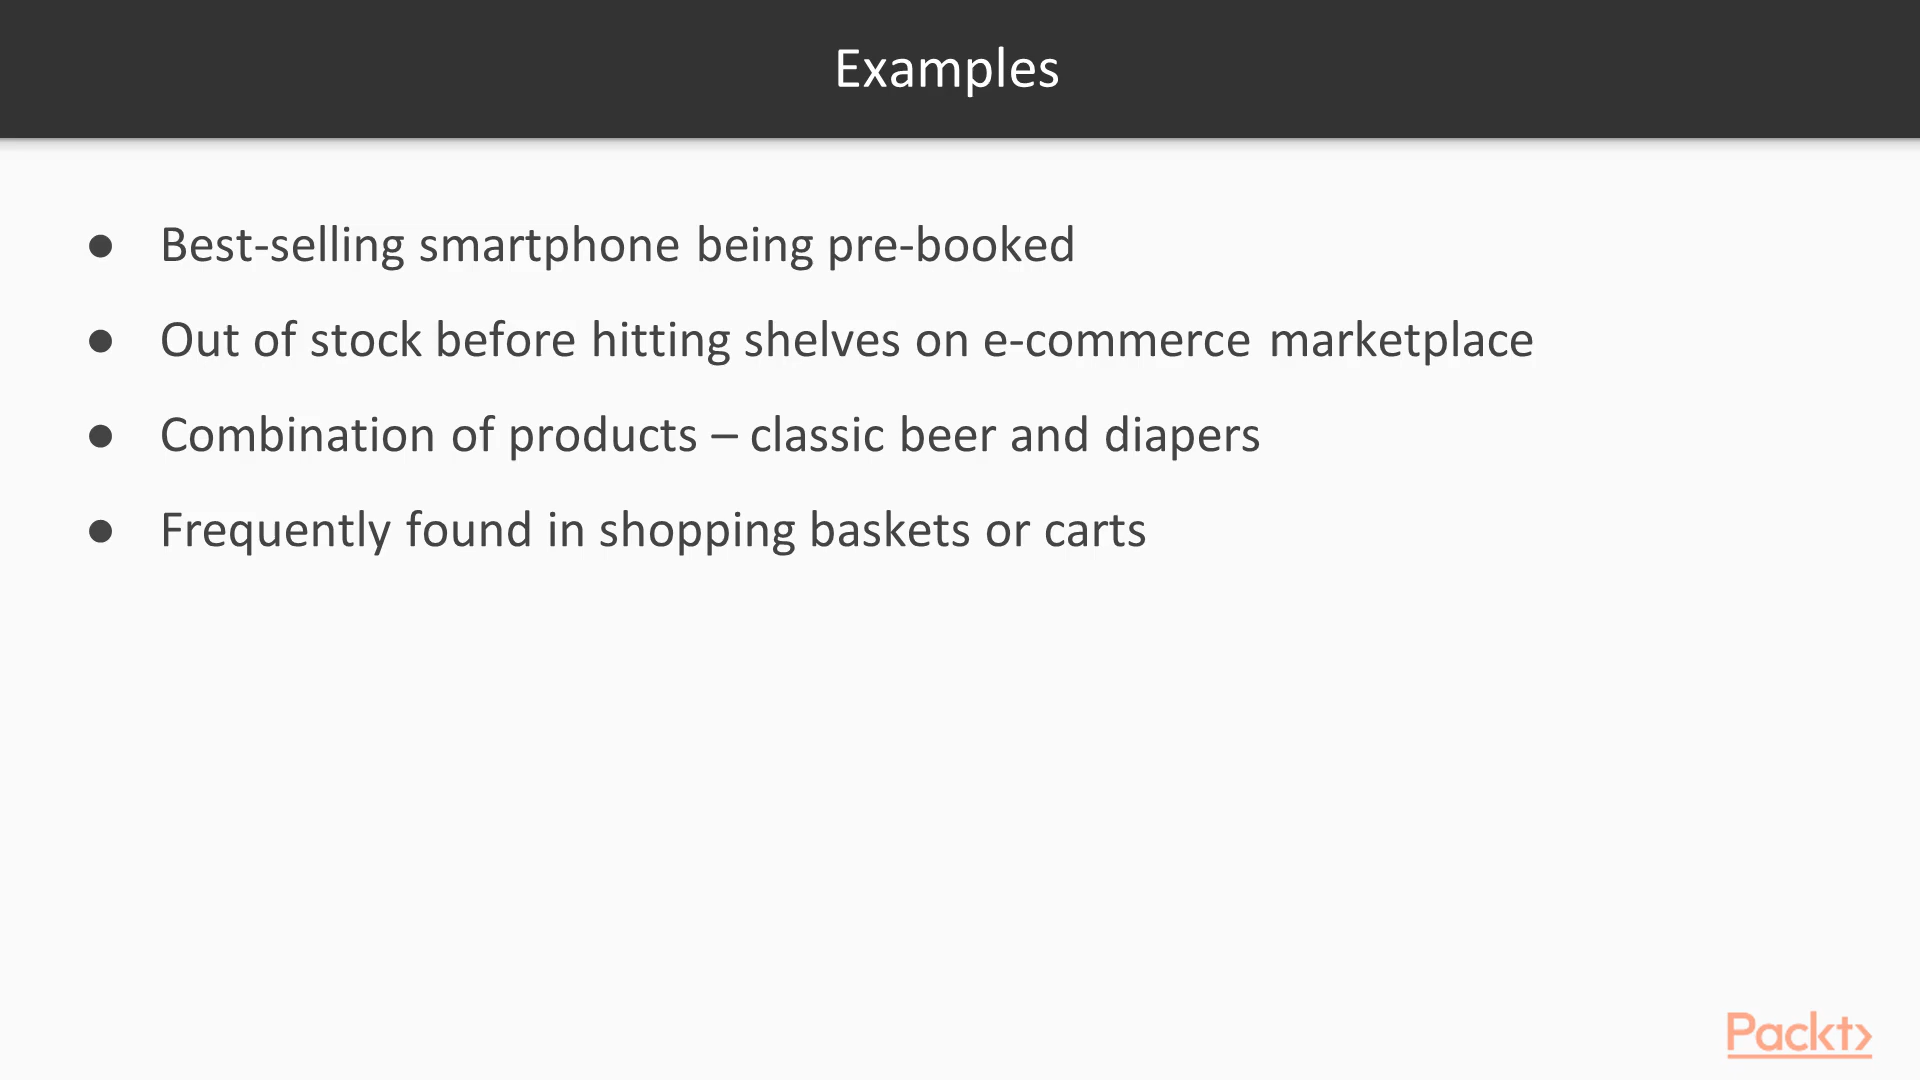 Examples
● Best-selling smartphone being pre-booked
● Out of stock before hitting shelves on e-commerce marketplace
● Combination of products – classic beer and diapers
● Frequently found in shopping baskets or carts
Packt>